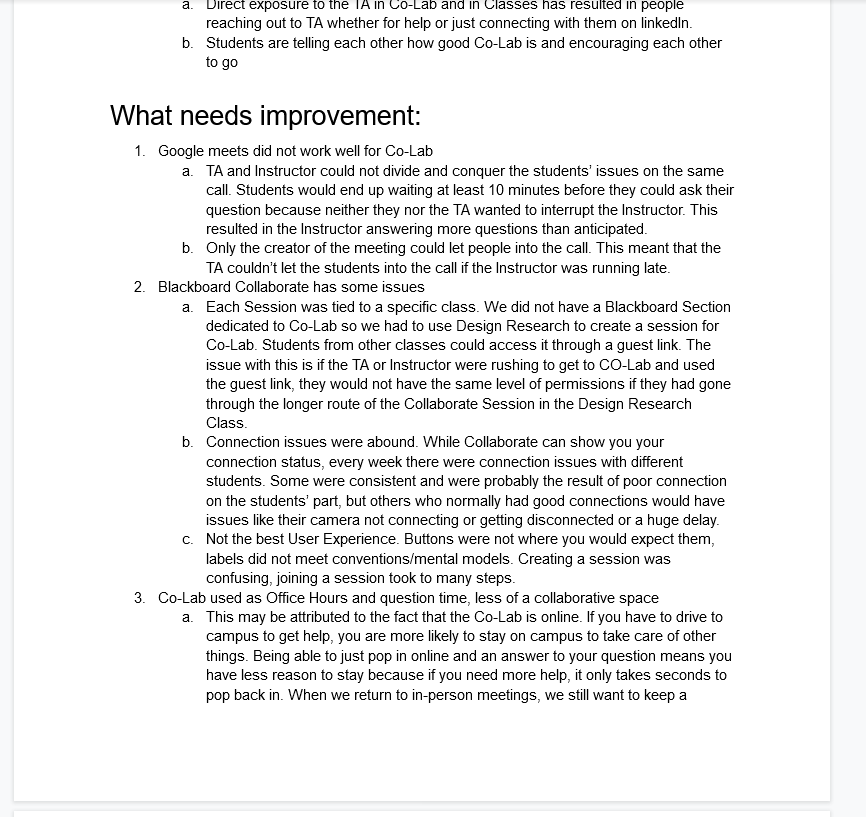 a. Direct exposure to the TA in Co-Lab and in Classes has resulted in people
reaching out to TA whether for help or just connecting with them on linkedIn.
b. Students are telling each other how good Co-Lab is and encouraging each other
to go
What needs improvement:
1. Google meets did not work well for Co-Lab
a. TA and Instructor could not divide and conquer the students’ issues on the same
call. Students would end up waiting at least 10 minutes before they could ask their
question because neither they nor the TA wanted to interrupt the Instructor. This
resulted in the Instructor answering more questions than anticipated.
b. Only the creator of the meeting could let people into the call. This meant that the
TA couldn’t let the students into the call if the Instructor was running late.
2. Blackboard Collaborate has some issues
a. Each Session was tied to a specific class. We did not have a Blackboard Section
dedicated to Co-Lab so we had to use Design Research to create a session for
Co-Lab. Students from other classes could access it through a guest link. The
issue with this is if the TA or Instructor were rushing to get to CO-Lab and used
the guest link, they would not have the same level of permissions if they had gone
through the longer route of the Collaborate Session in the Design Research
Class.
b. Connection issues were abound. While Collaborate can show you your
connection status, every week there were connection issues with different
students. Some were consistent and were probably the result of poor connection
on the students’ part, but others who normally had good connections would have
issues like their camera not connecting or getting disconnected or a huge delay.
c. Not the best User Experience. Buttons were not where you would expect them,
labels did not meet conventions/mental models. Creating a session was
confusing, joining a session took to many steps.
3. Co-Lab used as Office Hours and question time, less of a collaborative space
a. This may be attributed to the fact that the Co-Lab is online. If you have to drive to
campus to get help, you are more likely to stay on campus to take care of other
things. Being able to just pop in online and an answer to your question means you
have less reason to stay because if you need more help, it only takes seconds to
pop back in. When we return to in-person meetings, we still want to keep a